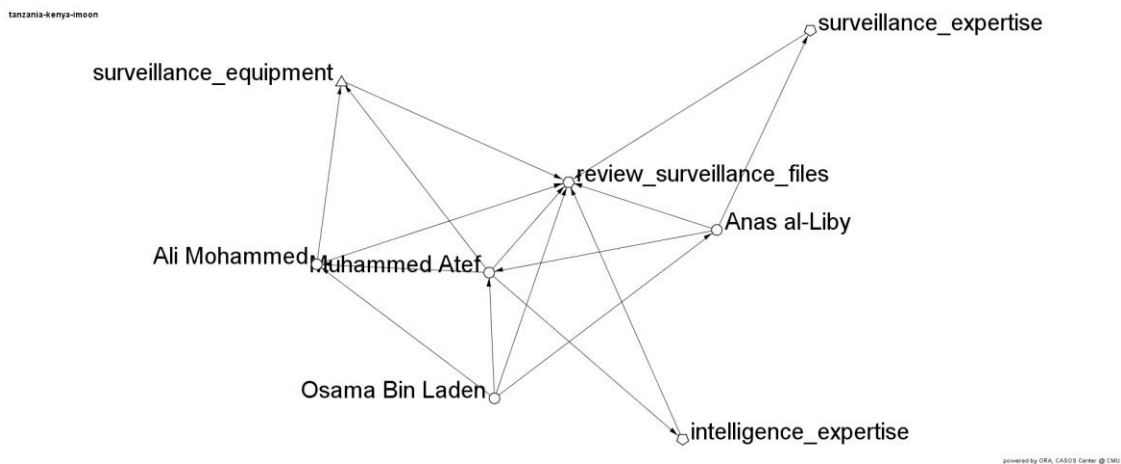 tanzania-kenya-imoon
surveillance_expertise
surveillance_equipment
review_surveillance_files
Anas al-Liby
Ali Mohammed
Muhammed Atef
Osama Bin Laden
intelligence_expertise
powered by ORA, CASOS Center @ CMU